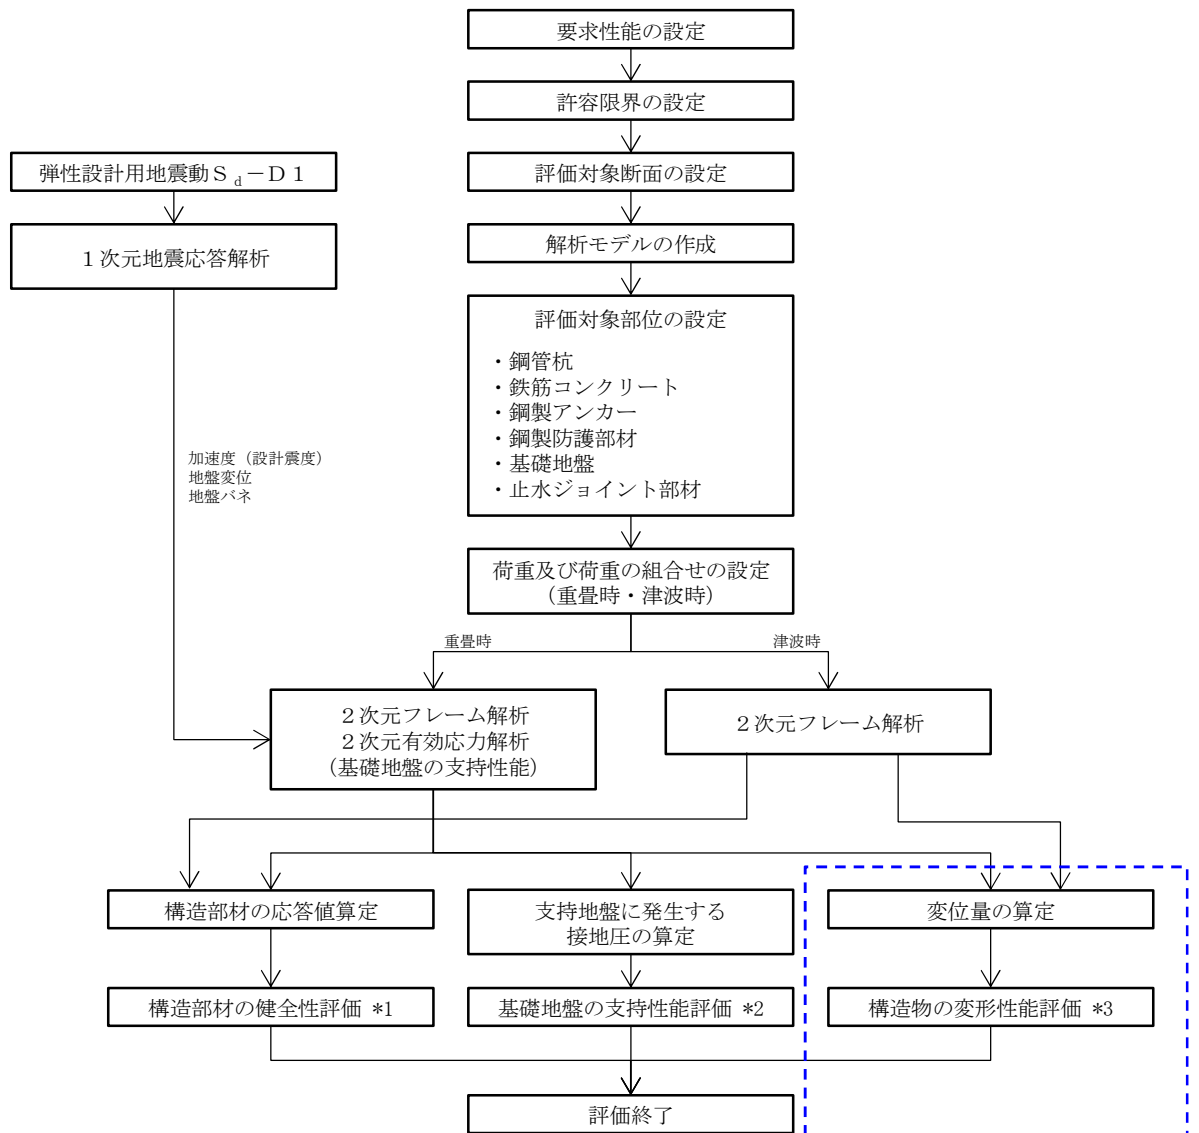 要求性能の設定
許容限界の設定
弾性設計用地震動Ｓｄ－Ｄ１
評価対象断面の設定
１次元地震応答解析
解析モデルの作成
評価対象部位の設定
・鋼管杭
・鉄筋コンクリート
・鋼製アンカー
・鋼製防護部材
・基礎地盤
・止水ジョイント部材
加速度（設計震度）
地盤変位
地盤バネ
荷重及び荷重の組合せの設定
（重畳時・津波時）
重畳時
津波時
２次元フレーム解析
２次元有効応力解析
（基礎地盤の支持性能）
２次元フレーム解析
構造部材の応答値算定
支持地盤に発生する
接地圧の算定
変位量の算定
構造部材の健全性評価 *1
基礎地盤の支持性能評価 *2
構造物の変形性能評価 *3
評価終了